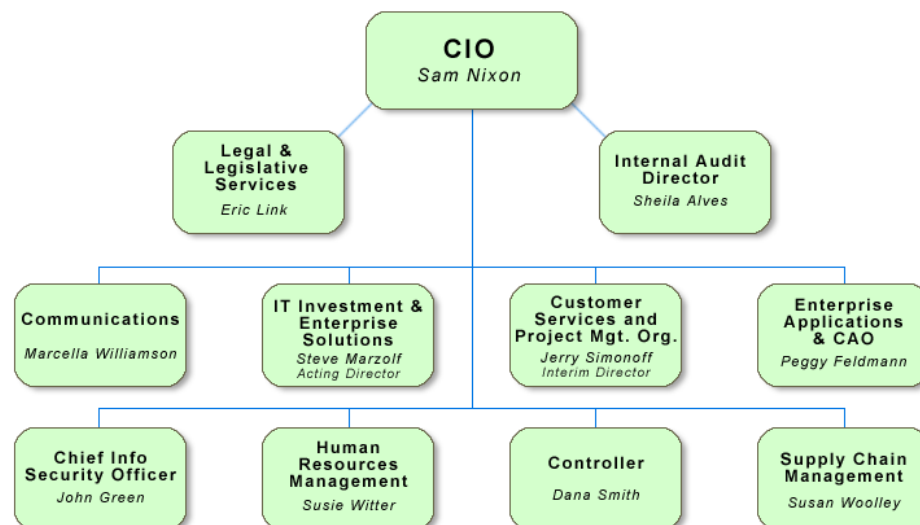 CIO
Sam Nixon
Legal &
Legislative
Services
Eric Link
Internal Audit
Director
Sheila Alves
Communications
Marcella Williamson
IT Investment &
Enterprise
Solutions
Steve Marzolf
Acting Director
Customer
Services and
Project Mgt. Org.
Jerry Simonoff
Interim Director
Enterprise
Applications
& CAO
Peggy Feldmann
Chief Info
Security Officer
John Green
Human
Resources
Management
Susie Witter
Controller
Dana Smith
Supply Chain
Management
Susan Woolley